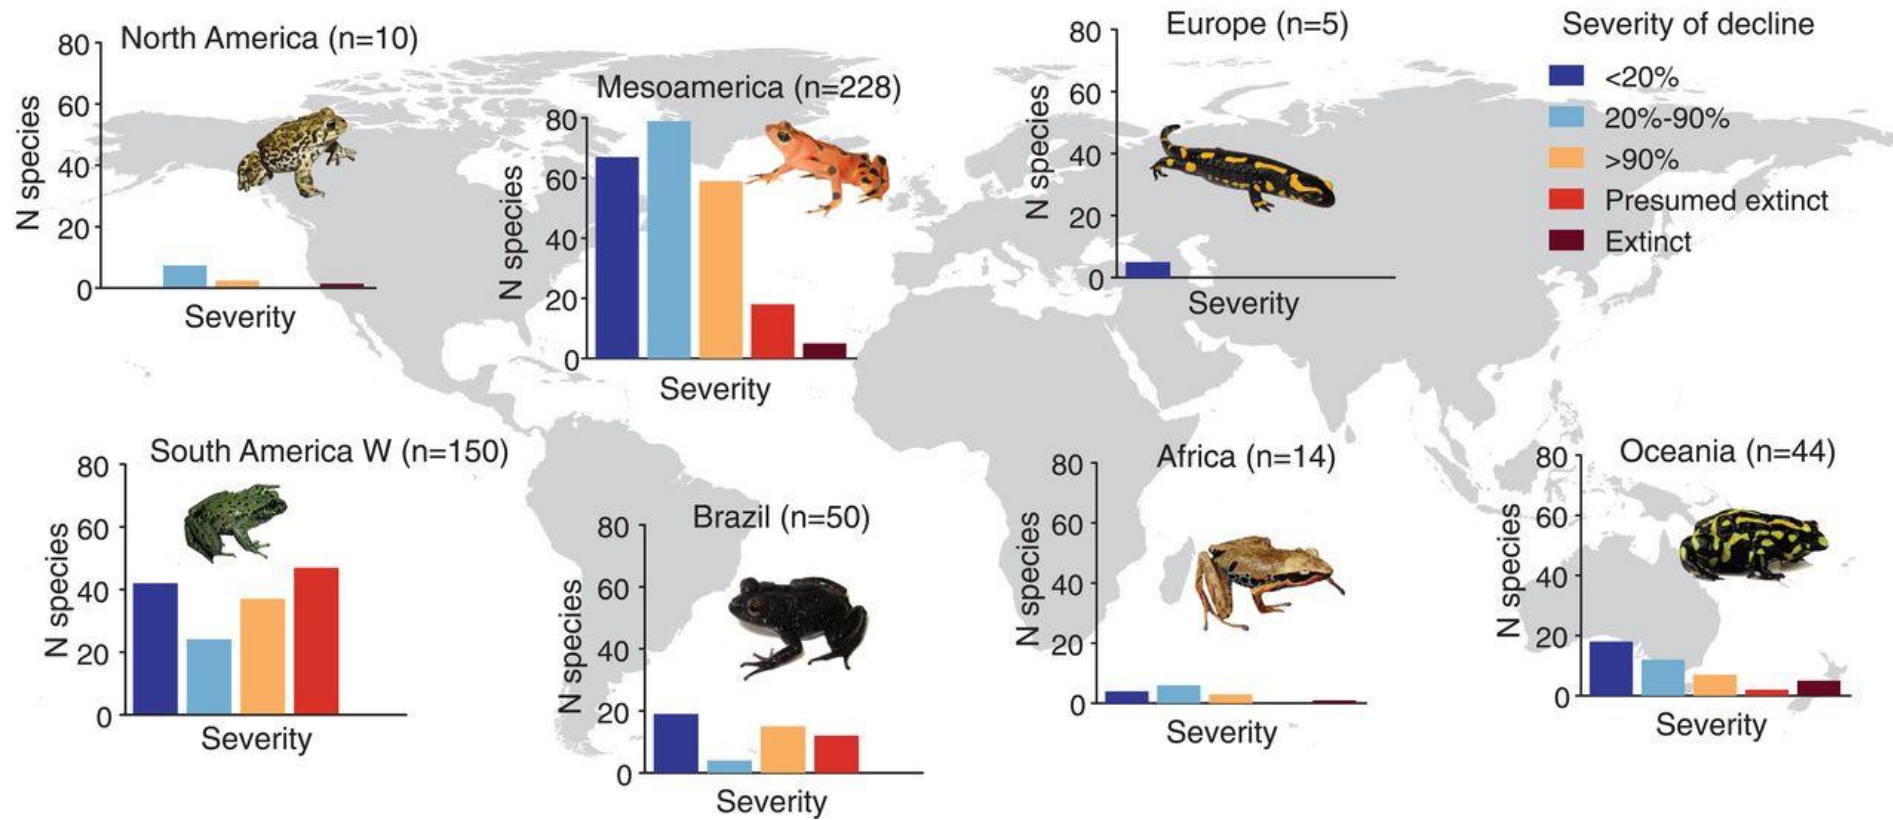 North America (n=10)
80
60
40
20
0
N species
Severity
Mesoamerica (n=228)
80
60
40
20
0
N species
Severity
Europe (n=5)
80
60
40
20
0
N species
Severity
Severity of decline
<20%
20%-90%
>90%
Presumed extinct
Extinct
South America W (n=150)
80
60
40
20
0
N species
Severity
Brazil (n=50)
80
60
40
20
0
N species
Severity
Africa (n=14)
80
60
40
20
0
N species
Severity
Oceania (n=44)
80
60
40
20
0
N species
Severity